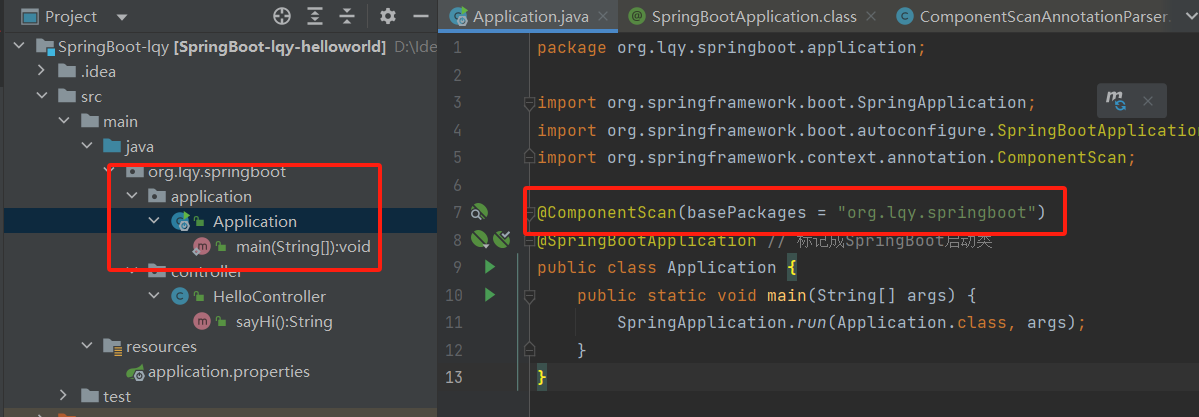 Project
SpringBoot-lqy [SpringBoot-lqy-helloworld] D:\Ide
.idea
src
main
java
org.lqy.springboot
application
Application
main(String[]):void
controller
HelloController
sayHi():String
resources
application.properties
test
Application.java
SpringBootApplication.class
ComponentScanAnnotationParser.
1 package org.lqy.springboot.application;
2
3 import org.springframework.boot.SpringApplication;
4 import org.springframework.boot.autoconfigure.SpringBootApplication
5 import org.springframework.context.annotation.ComponentScan;
6
7 @ComponentScan(basePackages = "org.lqy.springboot")
8 @SpringBootApplication // 标记成SpringBoot启动类
9 public class Application {
10 public static void main(String[] args) {
11 SpringApplication.run(Application.class, args);
12 }
13 }